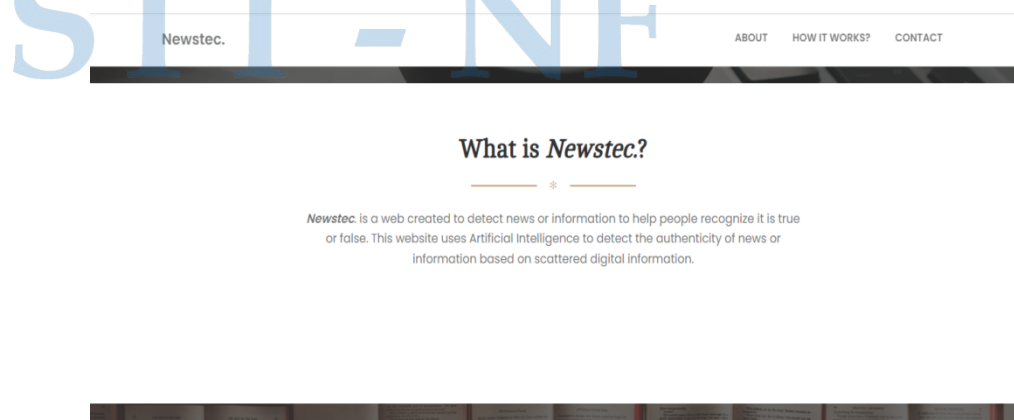 STT - NF
Newstec.
ABOUT HOW IT WORKS? CONTACT
What is Newstec.?
Newstec. is a web created to detect news or information to help people recognize it is true
or false. This website uses Artificial Intelligence to detect the authenticity of news or
information based on scattered digital information.